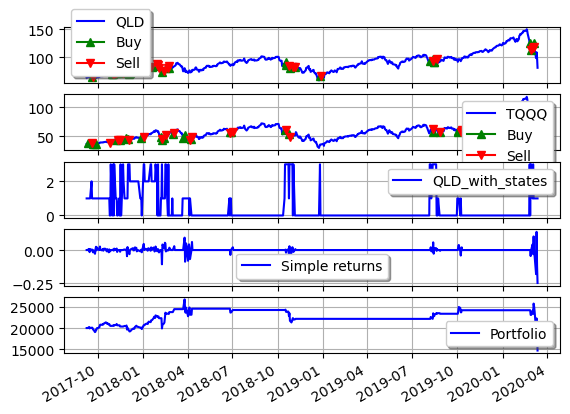 150
100
QLD
Buy
Sell
100
50
TQQQ
Buy
Sell
2
0
QLD_with_states
0.00
−0.25
Simple returns
25000
20000
15000
Portfolio
2017-10
2018-01
2018-04
2018-07
2018-10
2019-01
2019-04
2019-07
2019-10
2020-01
2020-04